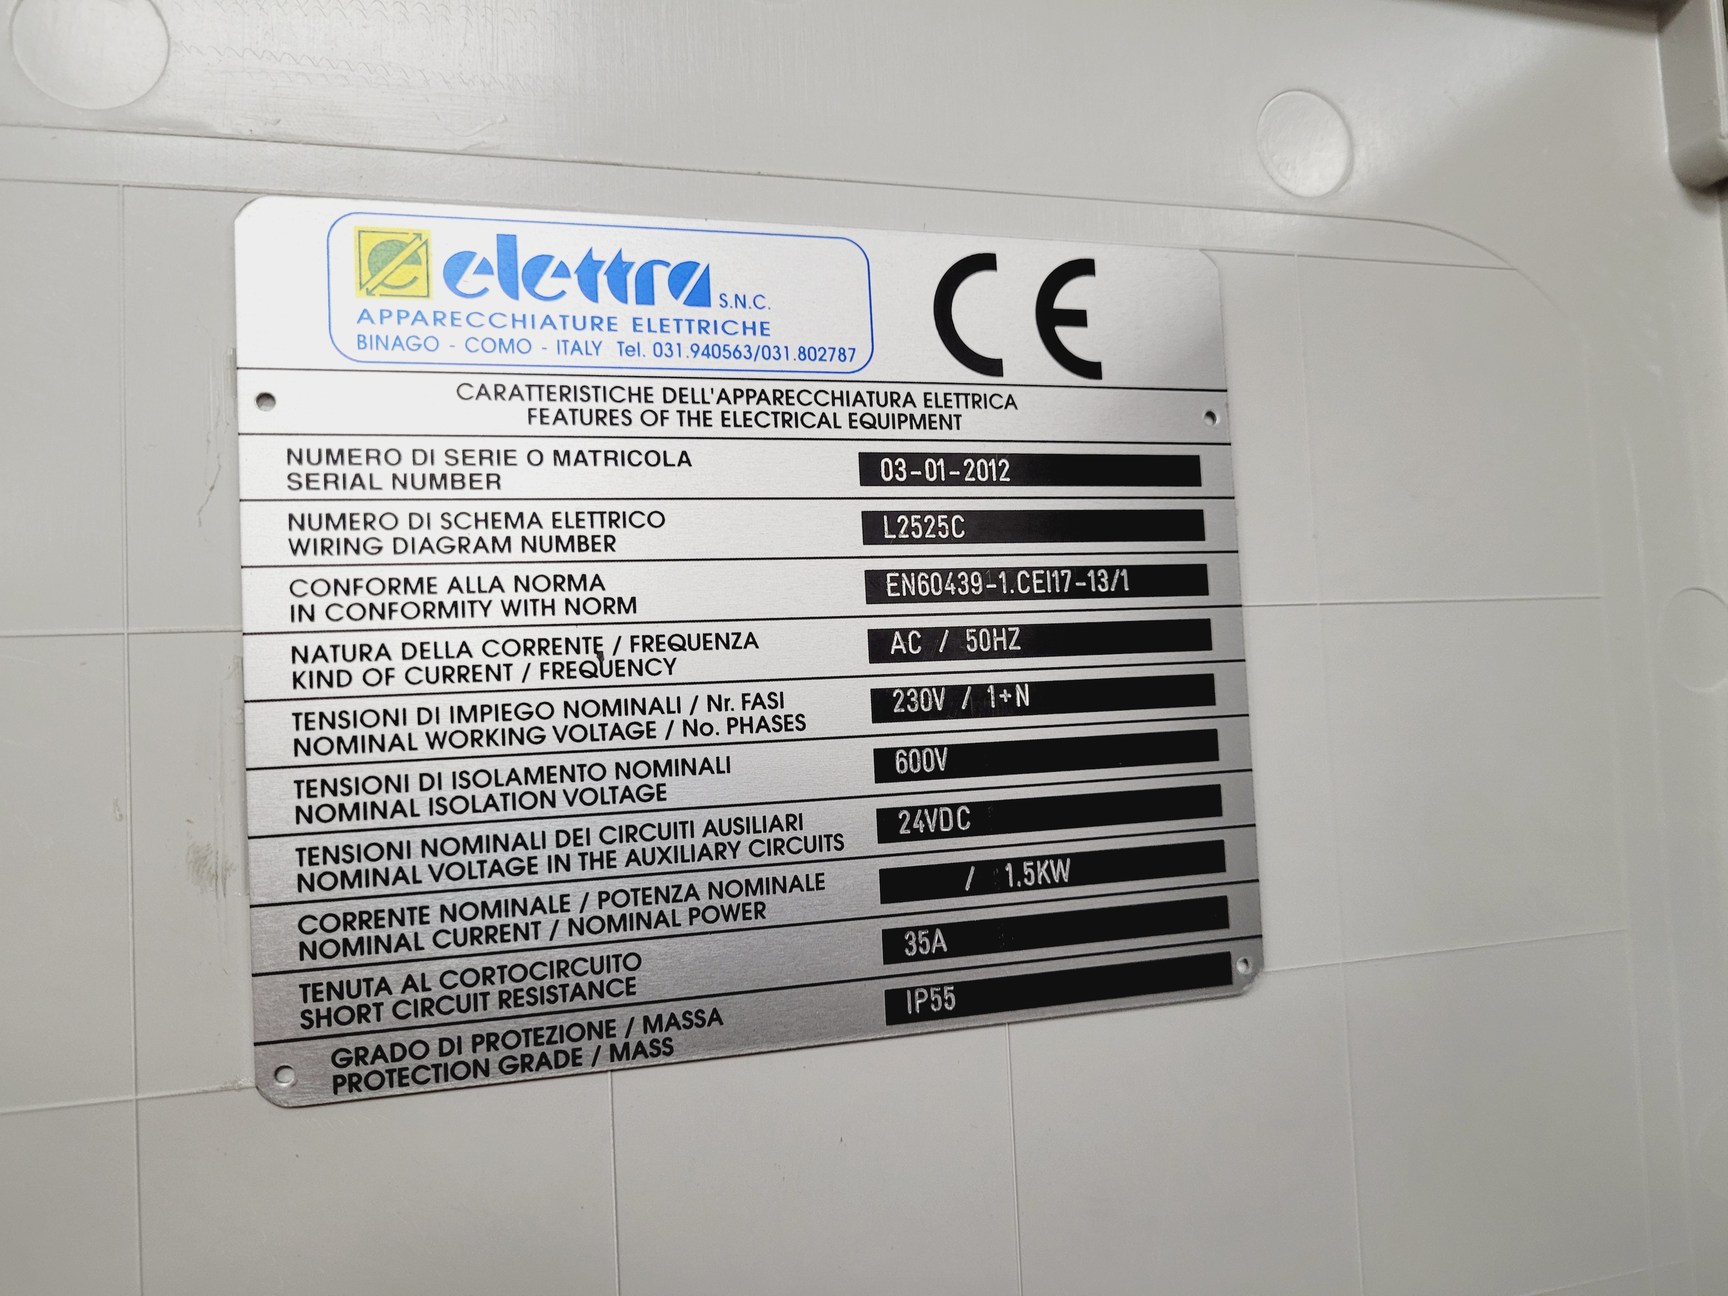 elettra S.N.C.
APPARECCHIATURE ELETTRICHE
BINAGO - COMO - ITALY Tel. 031.940563/031.802787
CE
CARATTERISTICHE DELL'APPARECCHIATURA ELETTRICA
FEATURES OF THE ELECTRICAL EQUIPMENT
NUMERO DI SERIE O MATRICOLA
SERIAL NUMBER
03-01-2012
NUMERO DI SCHEMA ELETTRICO
WIRING DIAGRAM NUMBER
L2525C
CONFORME ALLA NORMA
IN CONFORMITY WITH NORM
EN60439-1.CEI17-13/1
NATURA DELLA CORRENTE / FREQUENZA
KIND OF CURRENT / FREQUENCY
AC / 50HZ
TENSIONI DI IMPIEGO NOMINALI / Nr. FASI
NOMINAL WORKING VOLTAGE / No. PHASES
230V / 1+N
TENSIONI DI ISOLAMENTO NOMINALI
NOMINAL ISOLATION VOLTAGE
600V
TENSIONI NOMINALI DEI CIRCUITI AUSILIARI
NOMINAL VOLTAGE IN THE AUXILIARY CIRCUITS
24VDC
CORRENTE NOMINALE / POTENZA NOMINALE
NOMINAL CURRENT / NOMINAL POWER
/ 1.5KW
TENUTA AL CORTOCIRCUITO
SHORT CIRCUIT RESISTANCE
35A
GRADO DI PROTEZIONE / MASSA
PROTECTION GRADE / MASS
IP55